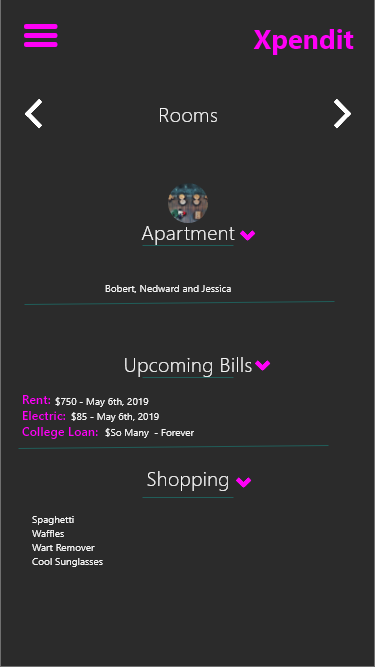 Xpendit
Rooms
Apartment
Bobert, Nedward and Jessica
Upcoming Bills
Rent: $750 - May 6th, 2019
Electric: $85 - May 6th, 2019
College Loan: $So Many - Forever
Shopping
Spaghetti
Waffles
Wart Remover
Cool Sunglasses